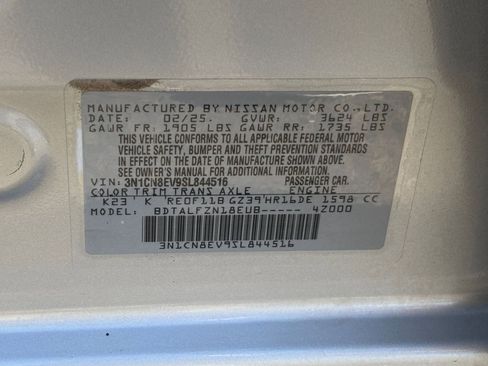 MANUFACTURED BY NISSAN MOTOR CO., LTD.
DATE: 02/25. GVWR: 3624 LBS
GAWR FR: 1905 LBS GAWR RR: 1735 LBS
THIS VEHICLE CONFORMS TO ALL APPLICABLE FEDERAL MOTOR
VEHICLE SAFETY, BUMPER AND THEFT PREVENTION STANDARDS
IN EFFECT ON THE DATE OF MANUFACTURE SHOWN ABOVE.
SEE OWNER'S MANUAL FOR ADDITIONAL INFORMATION.
VIN: 3N1CN8EV9SL844516 PASSENGER CAR.
COLOR TRIM TRANS AXLE ENGINE
K23 K RE0F11B GZ39 HR16DE 1598 CC
MODEL: BDTALFZN18EUB----- 4Z000
3N1CN8EV9SL844516